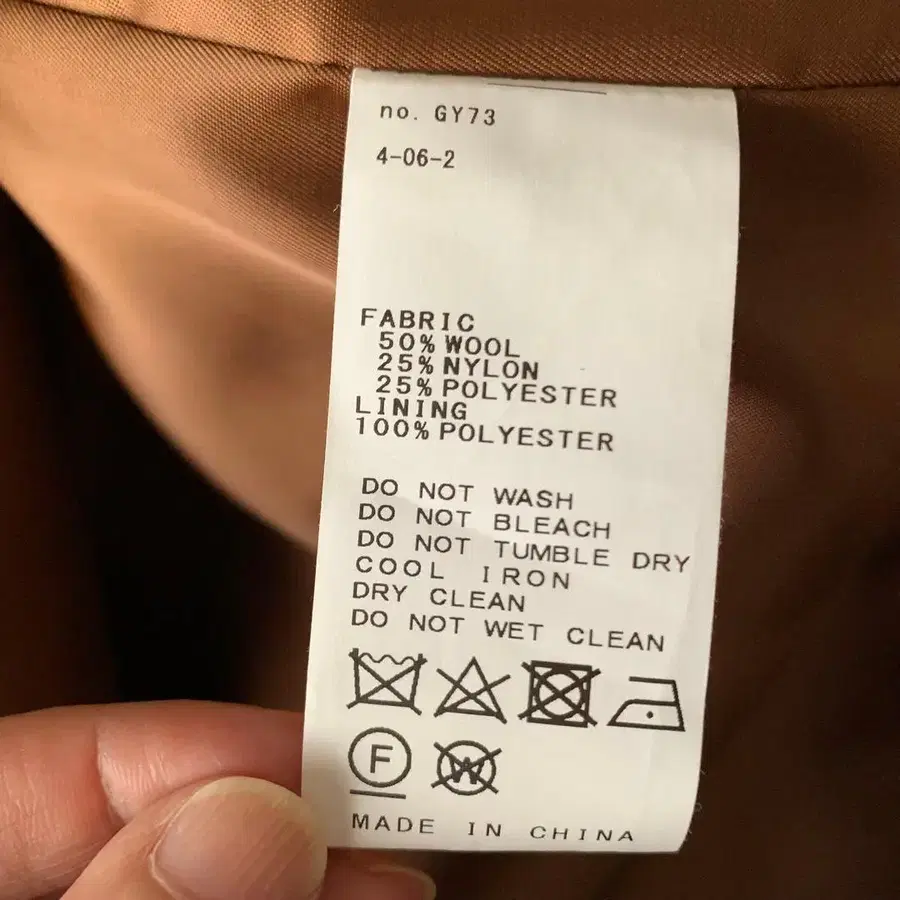 no. GY73
4-06-2
FABRIC
50% WOOL
25% NYLON
25% POLYESTER
LINING
100% POLYESTER
DO NOT WASH
DO NOT BLEACH
DO NOT TUMBLE DRY
COOL IRON
DRY CLEAN
DO NOT WET CLEAN
F W
MADE IN CHINA